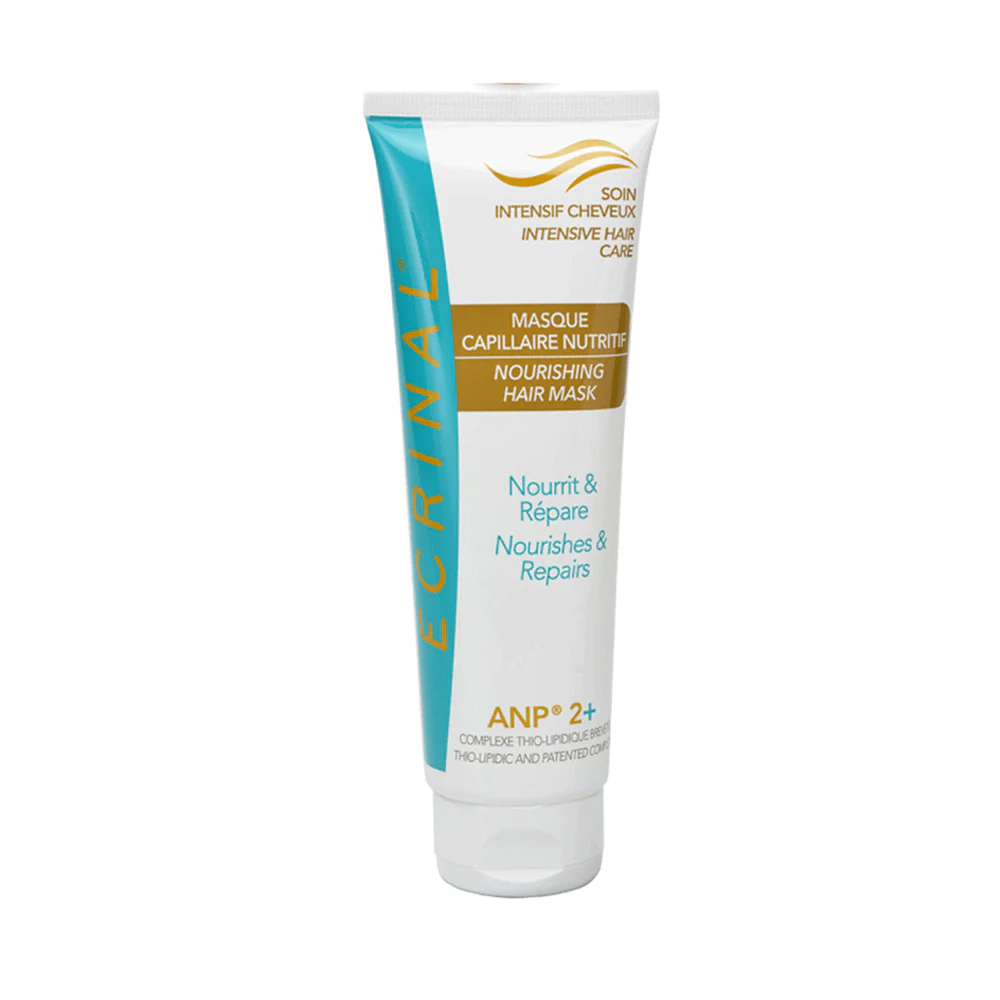 SOIN
INTENSIF CHEVEUX
INTENSIVE HAIR
CARE
ECRINAL®
MASQUE
CAPILLAIRE NUTRITIF
NOURISHING
HAIR MASK
Nourrit &
Répare
Nourishes &
Repairs
ANP® 2+
COMPLEXE THIO-LIPIDIQUE
THIO-LIPIDIC AND PATENTED